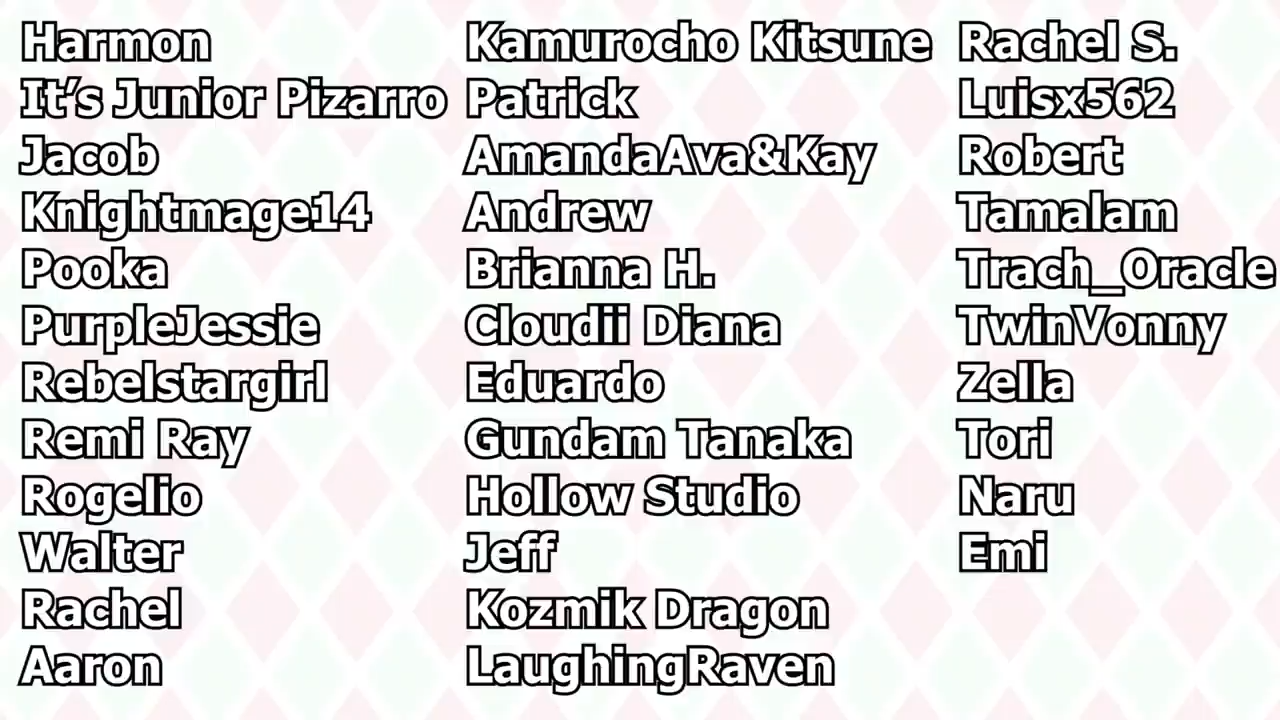 Harmon
It's Junior Pizarro
Jacob
Knightmage14
Pooka
PurpleJessie
Rebelstargirl
Remi Ray
Rogelio
Walter
Rachel
Aaron
Kamurocho Kitsune
Patrick
AmandaAva&Kay
Andrew
Brianna H.
Cloudii Diana
Eduardo
Gundam Tanaka
Hollow Studio
Jeff
Kozmik Dragon
LaughingRaven
Rachel S.
Luisx562
Robert
Tamalam
Trach_Oracle
TwinVonny
Zella
Tori
Naru
Emi